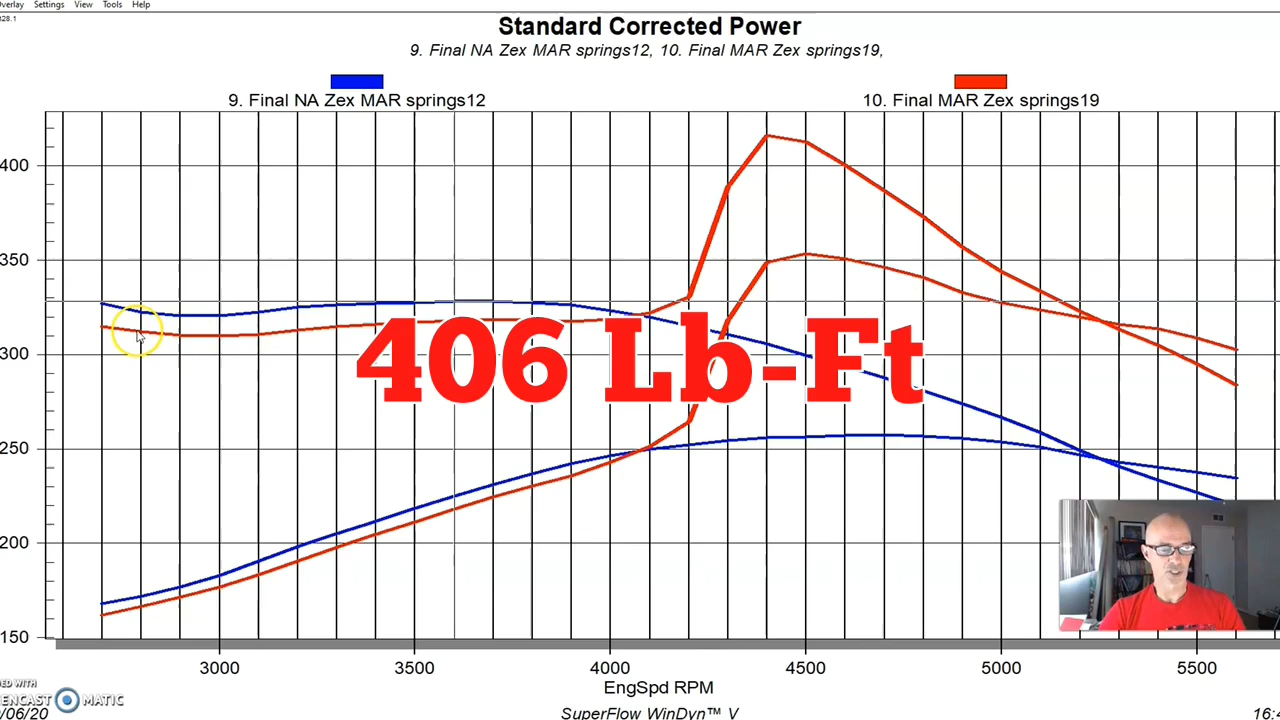 Overlay Settings View Tools Help
Standard Corrected Power
9. Final NA Zex MAR springs12, 10. Final MAR Zex springs19,
9. Final NA Zex MAR springs12
10. Final MAR Zex springs19
400
350
300
250
200
150
406 Lb-Ft
3000 3500 4000 4500 5000 5500
EngSpd RPM
SuperFlow WinDyn™ V